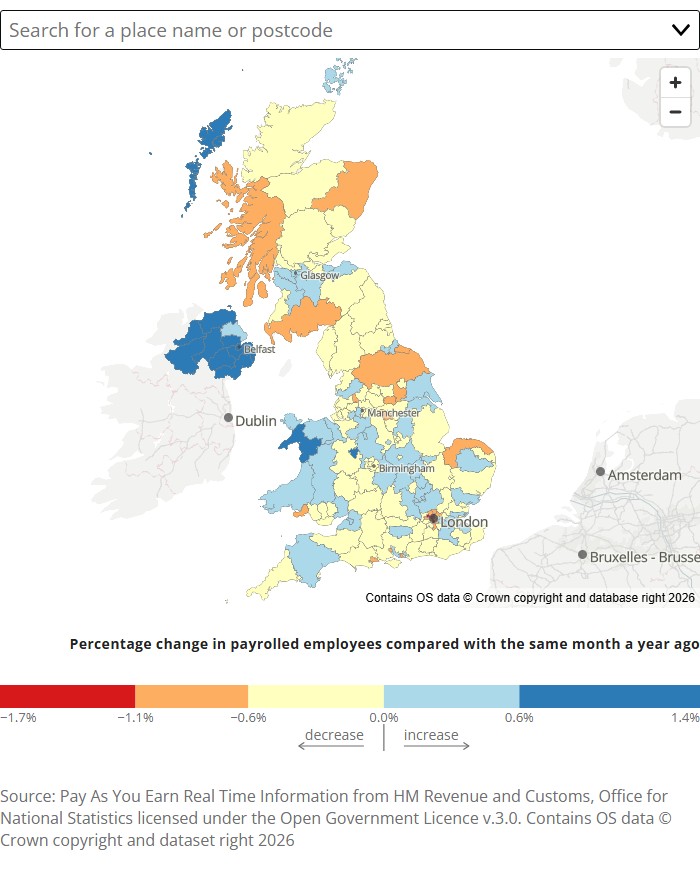 Search for a place name or postcode
+
−
Glasgow
Belfast
Dublin
Manchester
Birmingham
Amsterdam
London
Bruxelles - Brusse
Contains OS data © Crown copyright and database right 2026
Percentage change in payrolled employees compared with the same month a year ago
−1.7% −1.1% −0.6% 0.0% 0.6% 1.4%
decrease increase
Source: Pay As You Earn Real Time Information from HM Revenue and Customs, Office for
National Statistics licensed under the Open Government Licence v.3.0. Contains OS data ©
Crown copyright and dataset right 2026